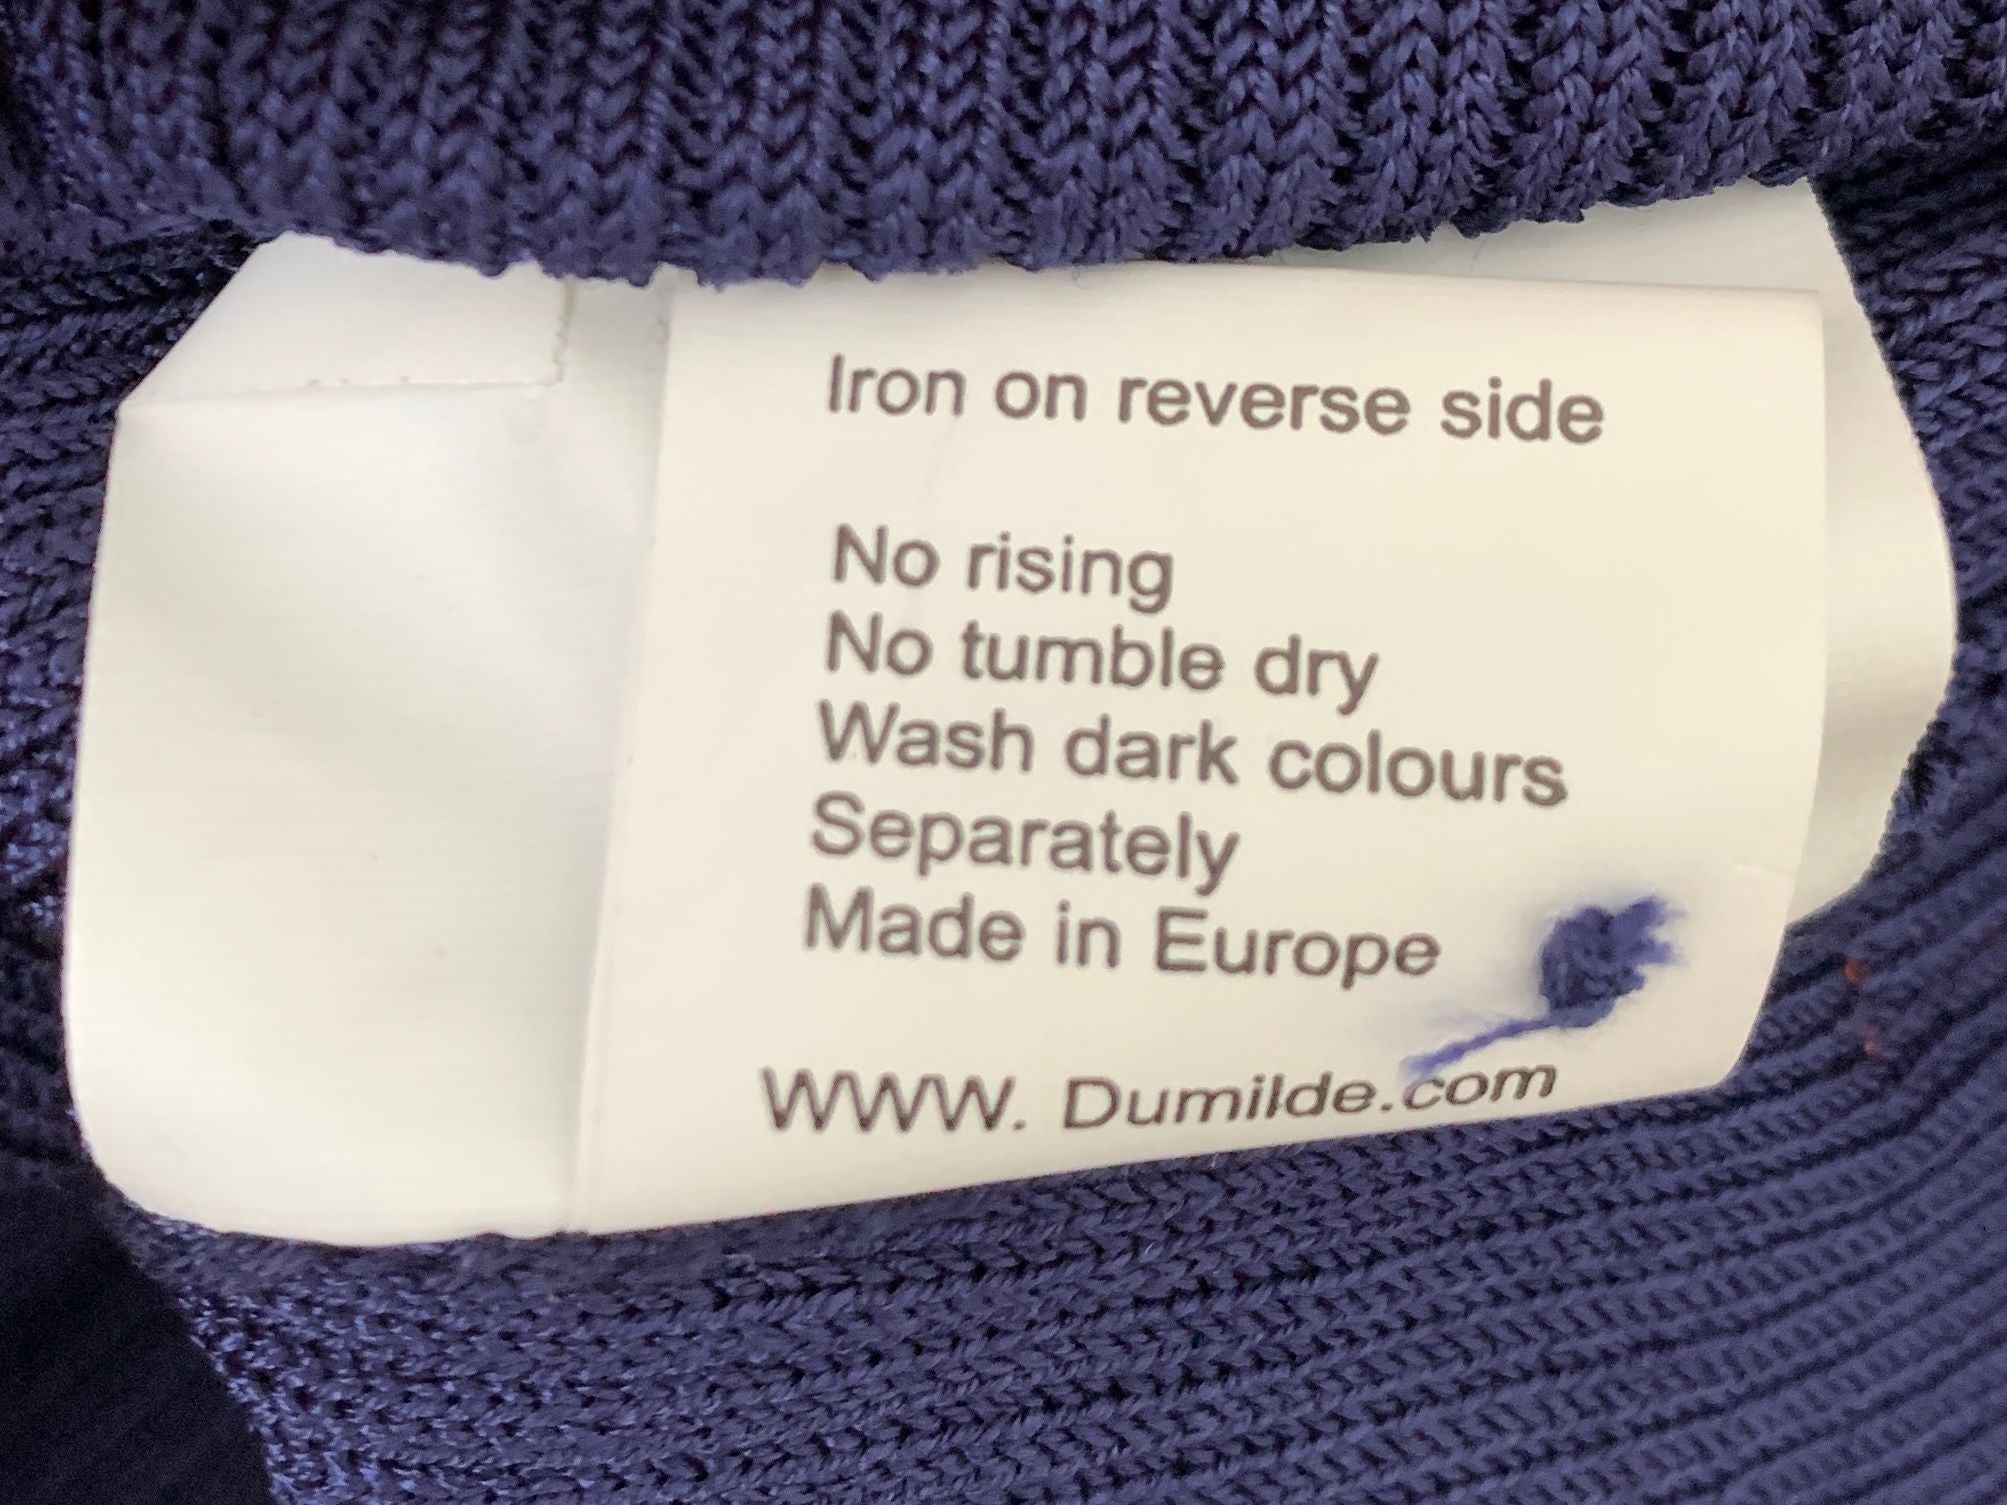 Iron on reverse side
No rising
No tumble dry
Wash dark colours
Separately
Made in Europe
WWW. Dumilde.com